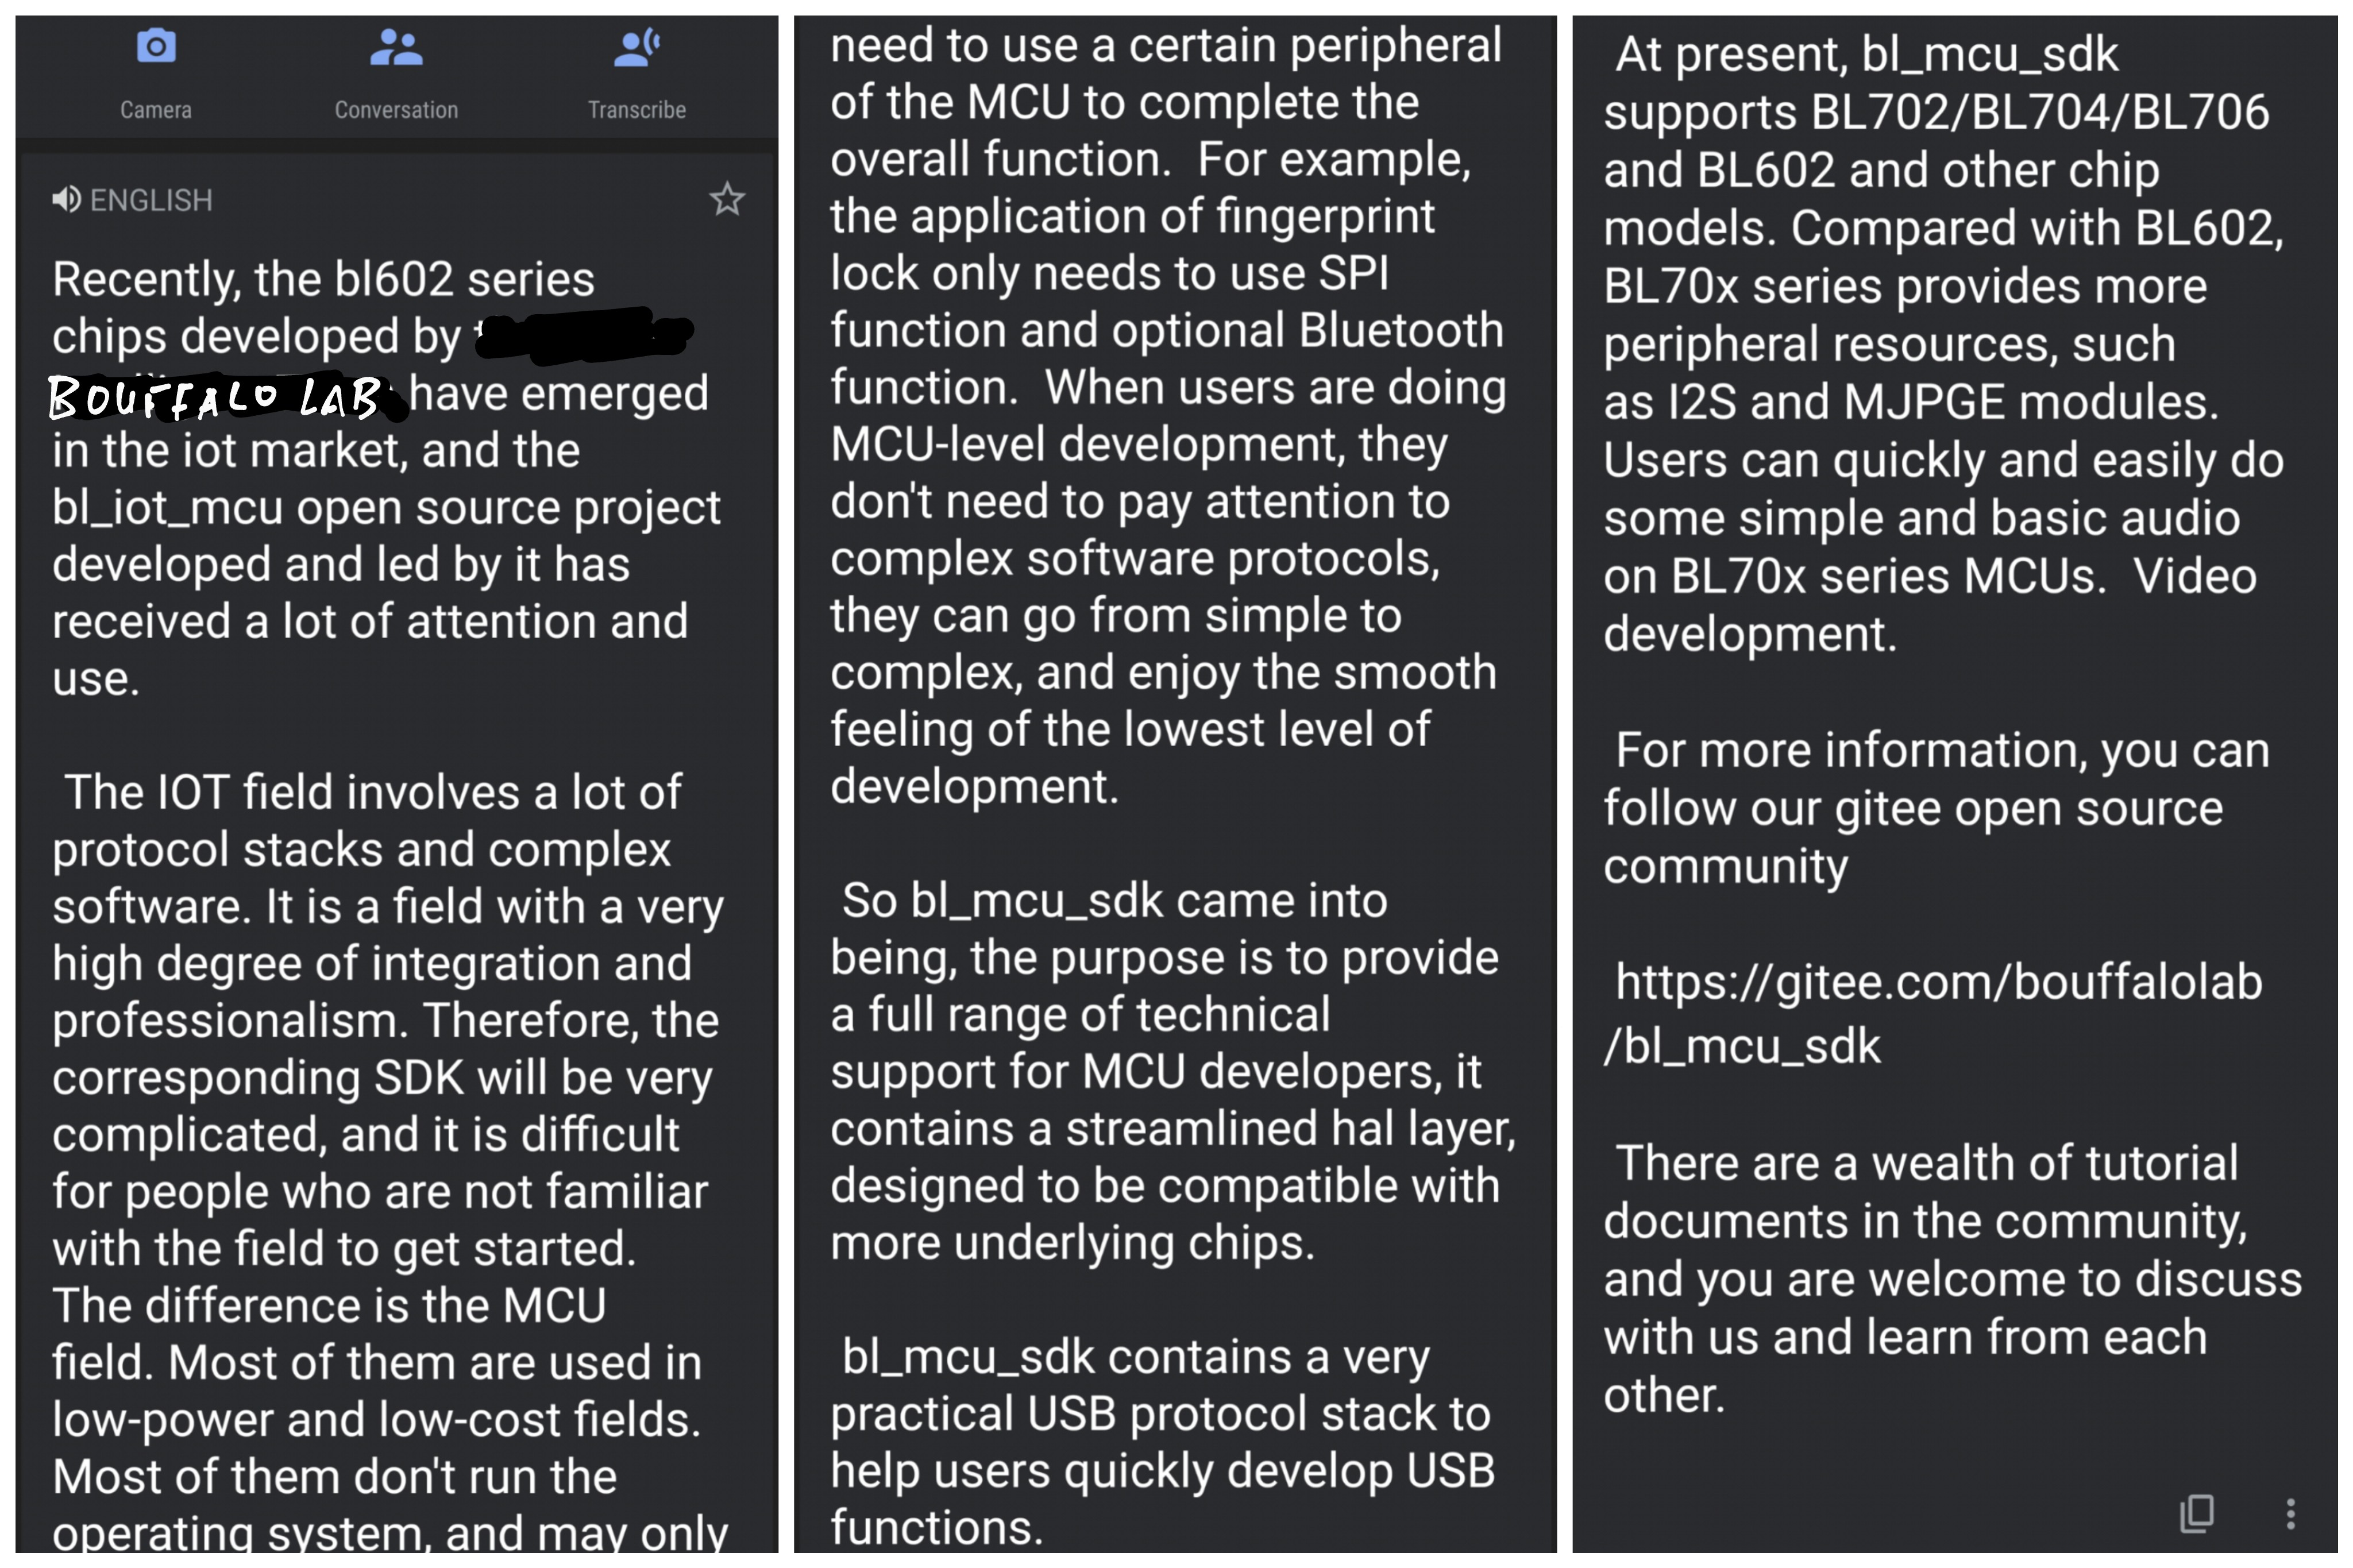 Camera
Conversation
Transcribe
ENGLISH
Recently, the bl602 series
chips developed by
BOUFFALO LAB have emerged
in the iot market, and the
bl_iot_mcu open source project
developed and led by it has
received a lot of attention and
use.
The IOT field involves a lot of
protocol stacks and complex
software. It is a field with a very
high degree of integration and
professionalism. Therefore, the
corresponding SDK will be very
complicated, and it is difficult
for people who are not familiar
with the field to get started.
The difference is the MCU
field. Most of them are used in
low-power and low-cost fields.
Most of them don't run the
operating system, and may only
need to use a certain peripheral
of the MCU to complete the
overall function. For example,
the application of fingerprint
lock only needs to use SPI
function and optional Bluetooth
function. When users are doing
MCU-level development, they
don't need to pay attention to
complex software protocols,
they can go from simple to
complex, and enjoy the smooth
feeling of the lowest level of
development.
So bl_mcu_sdk came into
being, the purpose is to provide
a full range of technical
support for MCU developers, it
contains a streamlined hal layer,
designed to be compatible with
more underlying chips.
bl_mcu_sdk contains a very
practical USB protocol stack to
help users quickly develop USB
functions.
At present, bl_mcu_sdk
supports BL702/BL704/BL706
and BL602 and other chip
models. Compared with BL602,
BL70x series provides more
peripheral resources, such
as I2S and MJPGE modules.
Users can quickly and easily do
some simple and basic audio
on BL70x series MCUs. Video
development.
For more information, you can
follow our gitee open source
community
https://gitee.com/bouffalolab
/bl_mcu_sdk
There are a wealth of tutorial
documents in the community,
and you are welcome to discuss
with us and learn from each
other.